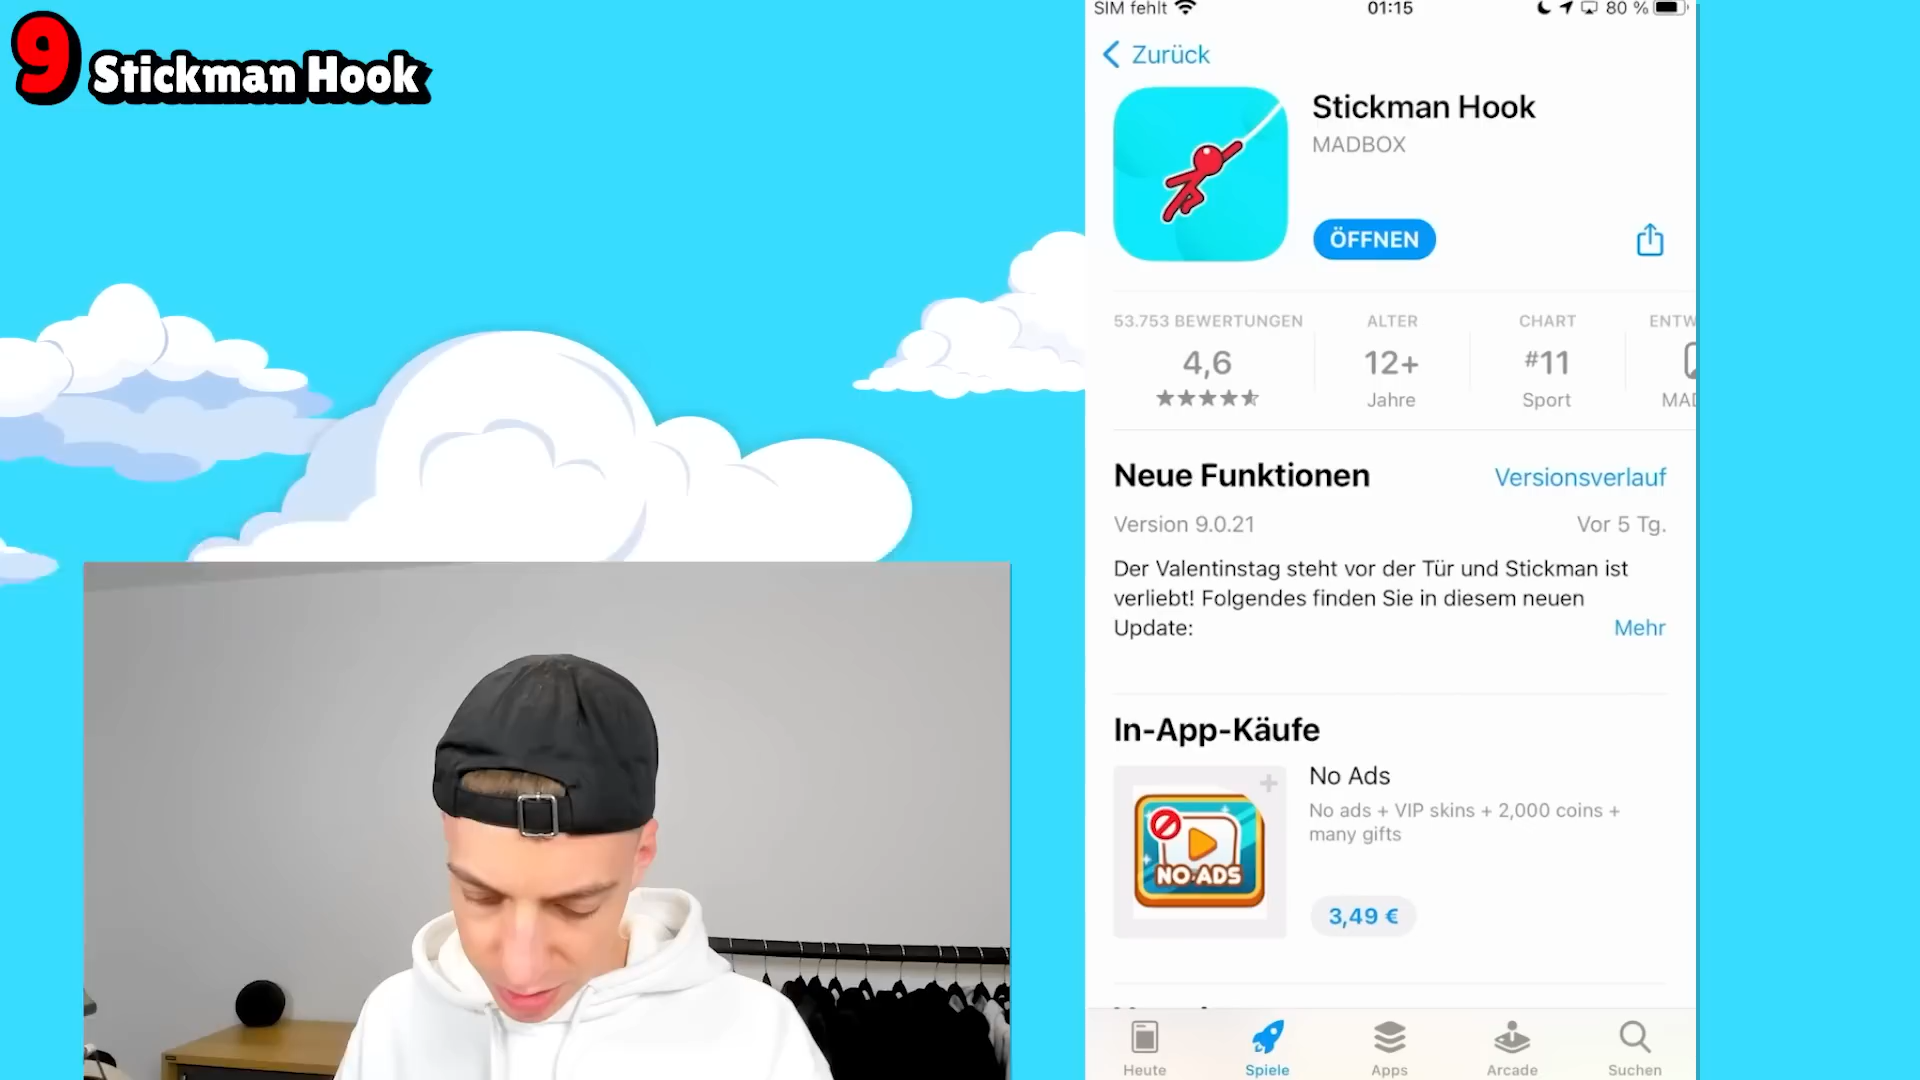 9 Stickman Hook
SIM fehlt 01:15 80 %
Zurück
Stickman Hook
MADBOX
ÖFFNEN
53.753 BEWERTUNGEN ALTER CHART ENTW
4,6 12+ #11
Jahre Sport MAD
Neue Funktionen Versionsverlauf
Version 9.0.21 Vor 5 Tg.
Der Valentinstag steht vor der Tür und Stickman ist
verliebt! Folgendes finden Sie in diesem neuen
Update: Mehr
In-App-Käufe
No Ads
No ads + VIP skins + 2,000 coins +
many gifts
NO ADS
3,49 €
Heute Spiele Apps Arcade Suchen